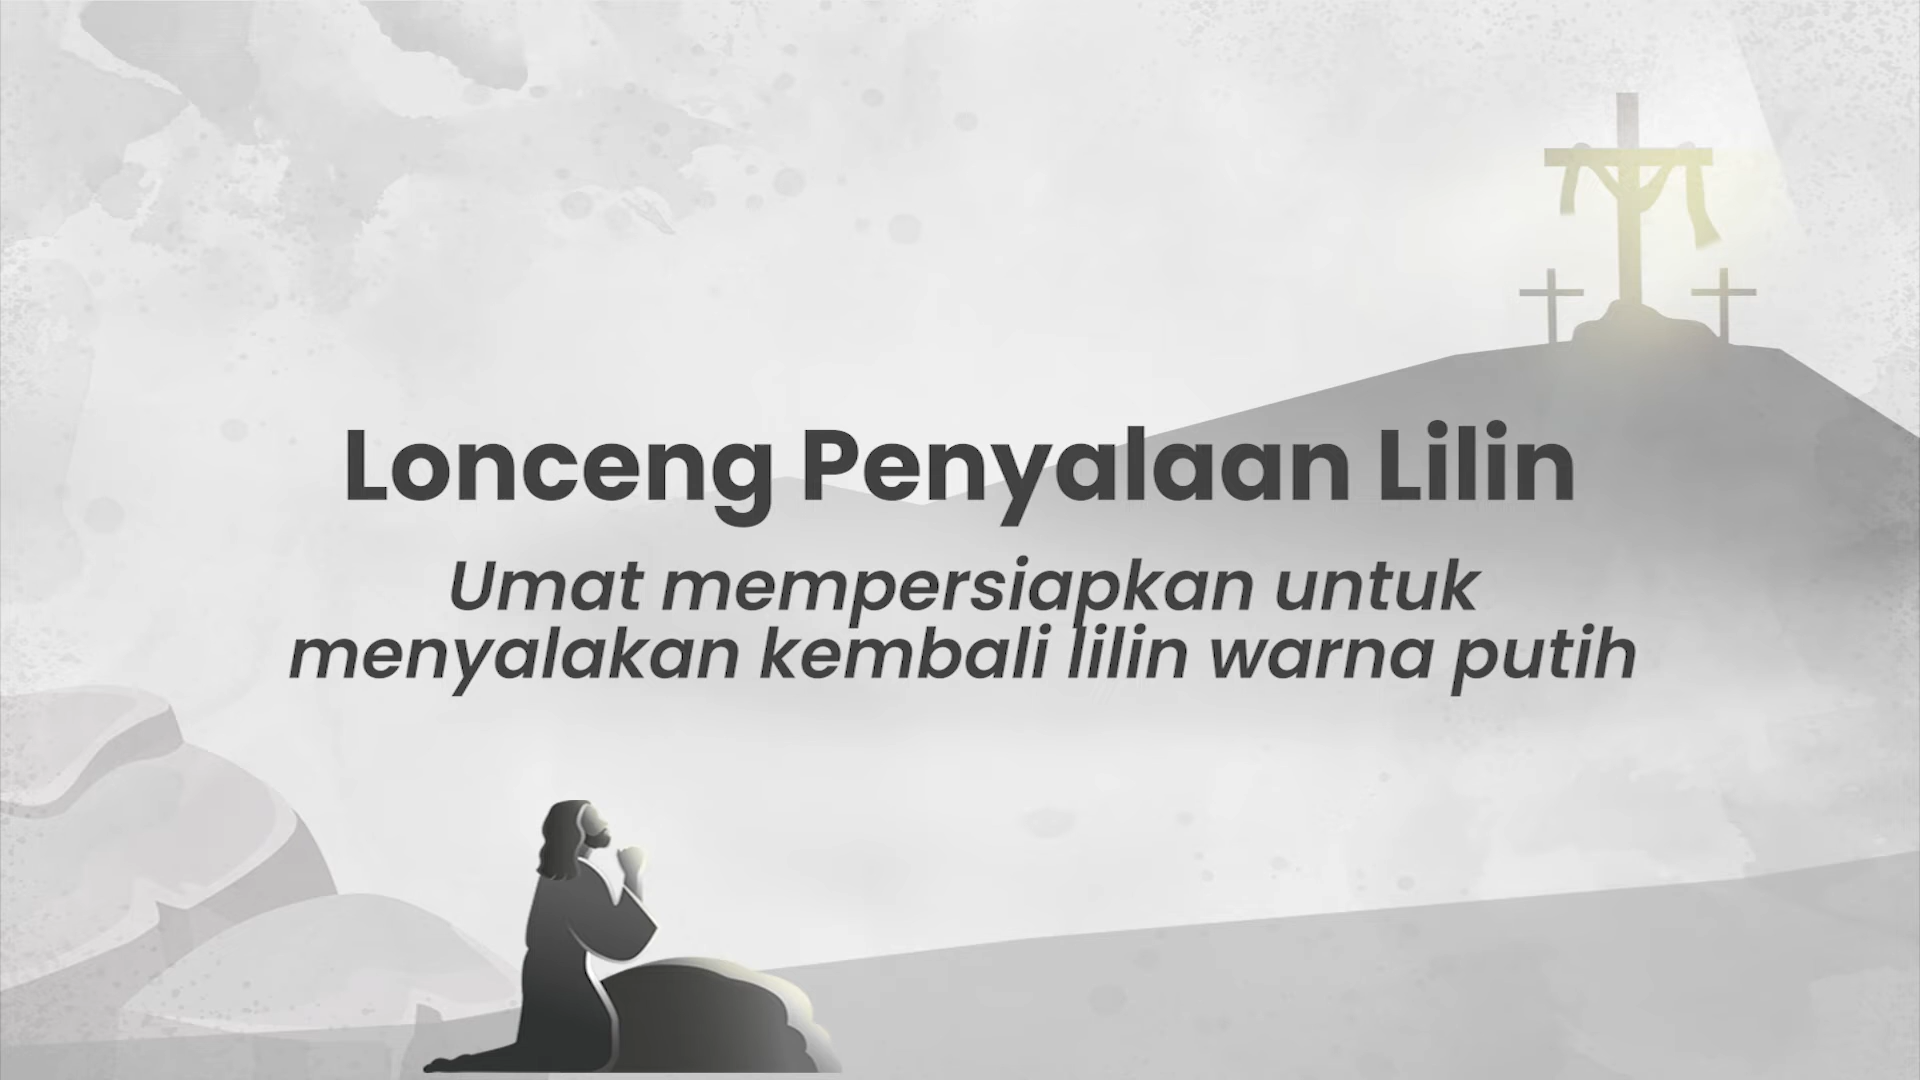 Lonceng Penyalaan Lilin
Umat mempersiapkan untuk
menyalakan kembali lilin warna putih